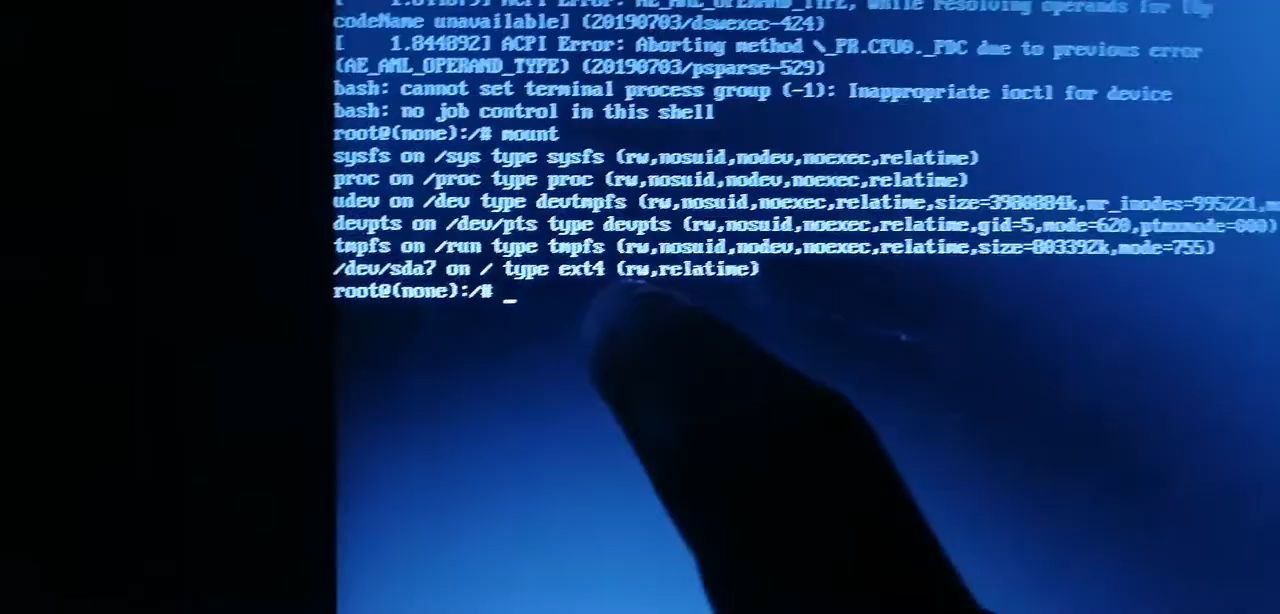 codeName unavailable] (20190703/dswexec-424)
[    1.844892] ACPI Error: Aborting method \_PR.CPU0._PDC due to previous error
(AE_AML_OPERAND_TYPE) (20190703/psparse-529)
bash: cannot set terminal process group (-1): Inappropriate ioctl for device
bash: no job control in this shell
root@(none):/# mount
sysfs on /sys type sysfs (rw,nosuid,nodev,noexec,relatime)
proc on /proc type proc (rw,nosuid,nodev,noexec,relatime)
udev on /dev type devtmpfs (rw,nosuid,noexec,relatime,size=3980884k,nr_inodes=995221,m
devpts on /dev/pts type devpts (rw,nosuid,noexec,relatime,gid=5,mode=620,ptmxmode=000)
tmpfs on /run type tmpfs (rw,nosuid,nodev,noexec,relatime,size=803392k,mode=755)
/dev/sda7 on / type ext4 (rw,relatime)
root@(none):/# _